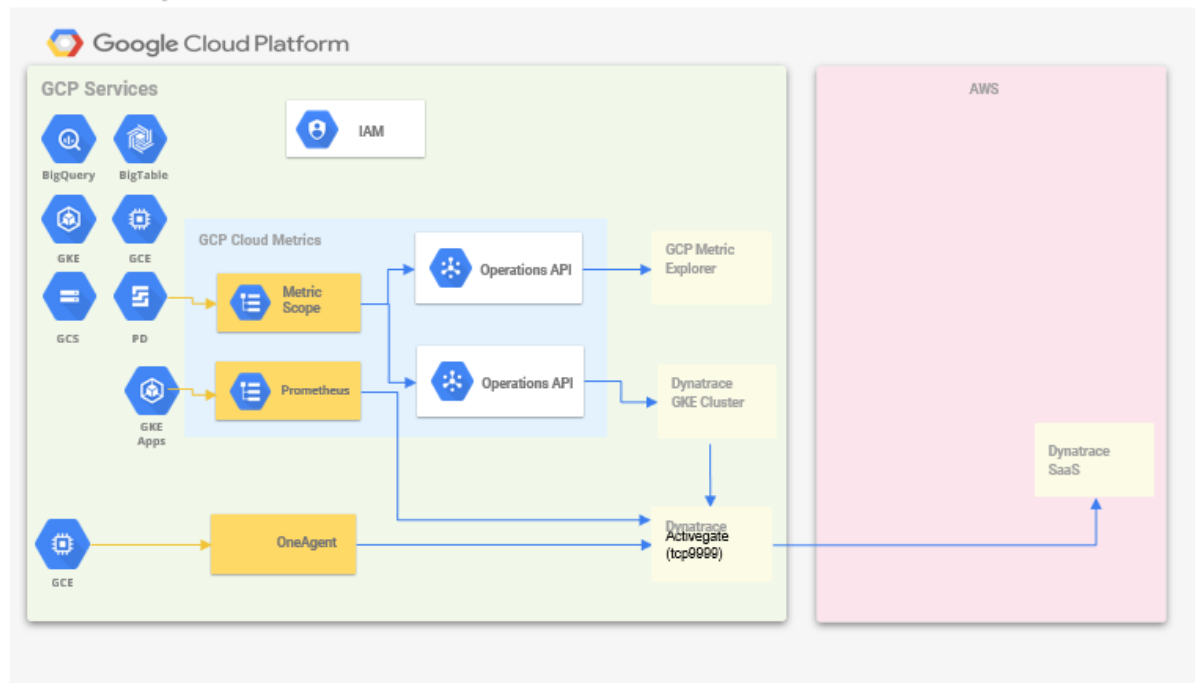 Google Cloud Platform
GCP Services
AWS
IAM
BigQuery
BigTable
GKE
GCE
GCP Cloud Metrics
GCP Metric
Explorer
Operations API
Metric
Scope
GCS
PD
Operations API
Dynatrace
GKE Cluster
Prometheus
GKE
Apps
Dynatrace
SaaS
Dynatrace
Activegate
(tcp9999)
OneAgent
GCE